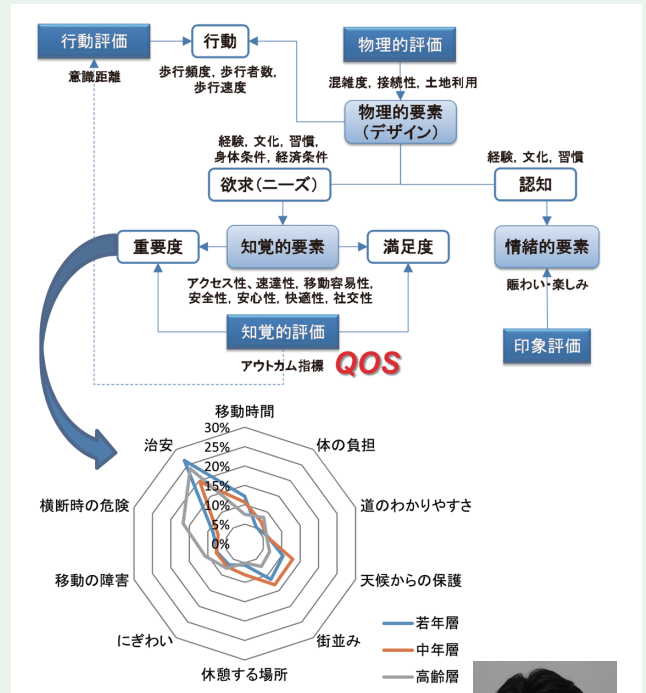 行動評価
行動
物理的評価
意識距離
歩行頻度, 歩行者数,
歩行速度
混雑度, 接続性, 土地利用
物理的要素
(デザイン)
経験, 文化, 習慣,
身体条件, 経済条件
経験, 文化, 習慣
欲求(ニーズ)
認知
重要度
知覚的要素
満足度
情緒的要素
アクセス性、速達性, 移動容易性,
安全性, 安心性, 快適性, 社交性
賑わい・楽しみ
知覚的評価
印象評価
アウトカム指標 QOS
移動時間
30%
25%
20%
15%
10%
5%
0%
体の負担
道のわかりやすさ
天候からの保護
街並み
休憩する場所
にぎわい
移動の障害
横断時の危険
治安
若年層
中年層
高齢層